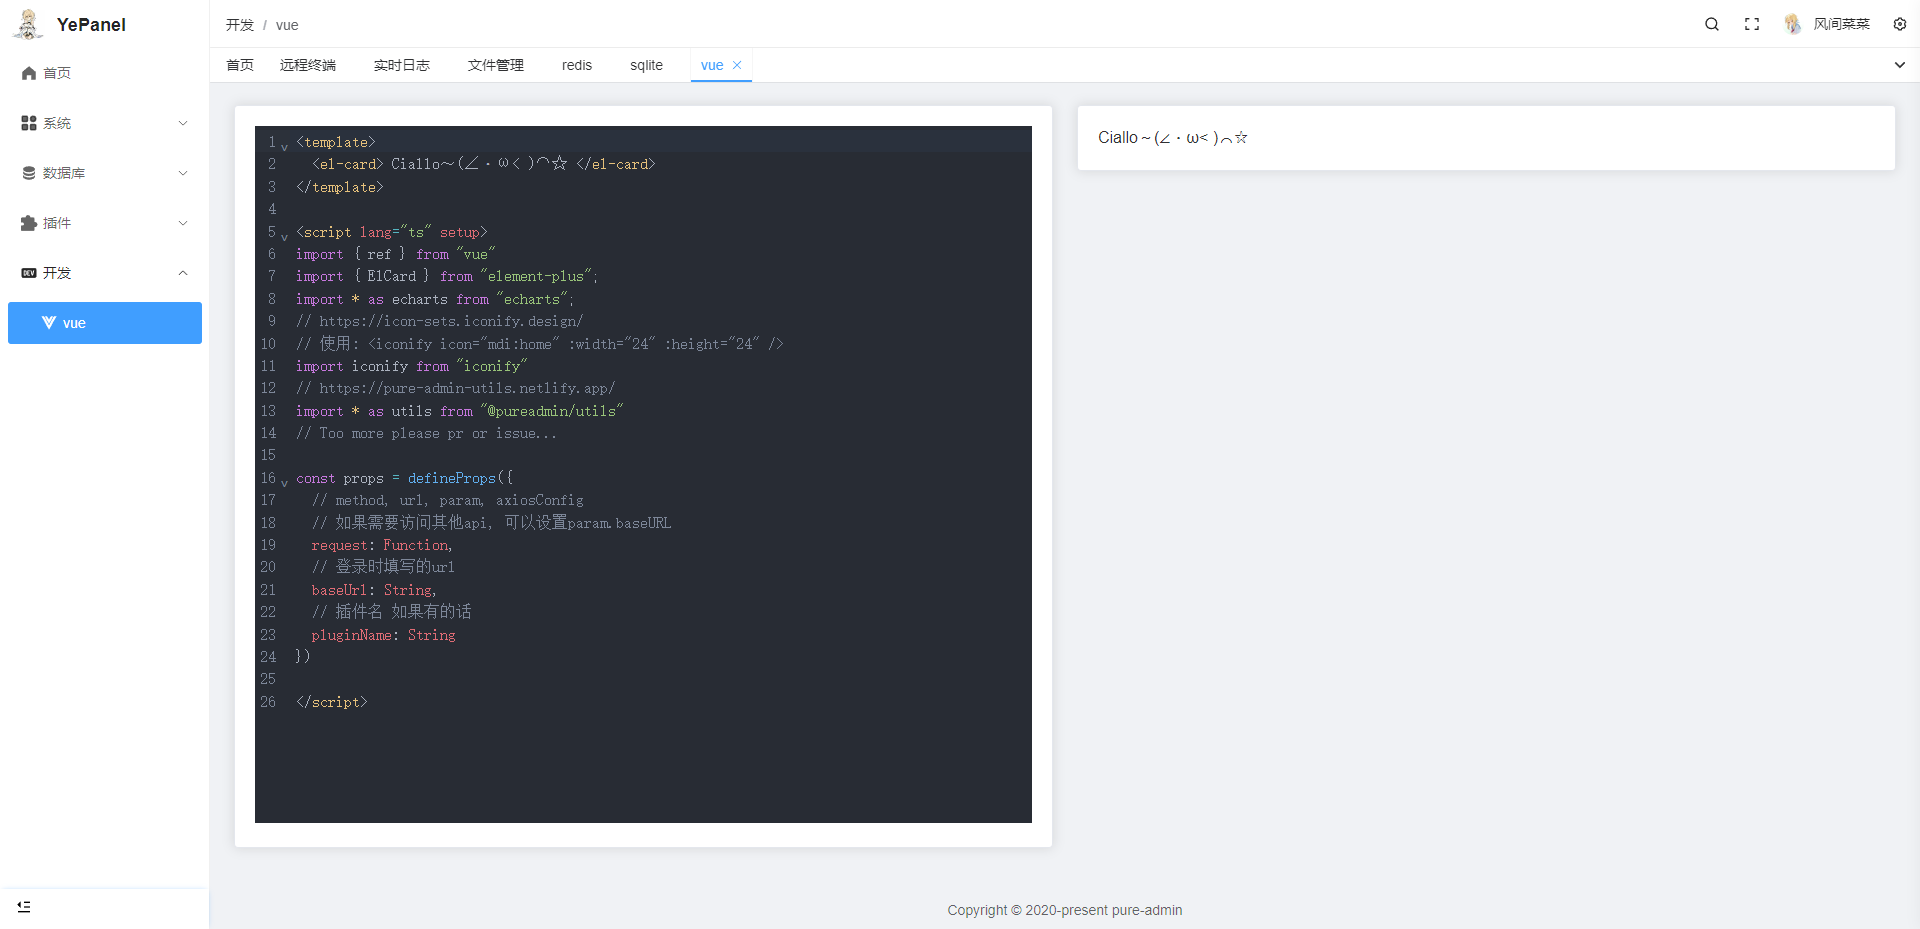 YePanel
首页
系统
数据库
插件
开发
vue
开发 / vue
风间菜菜
首页 远程终端 实时日志 文件管理 redis sqlite vue
1 <template>
2   <el-card> Ciallo～(∠・ω< )⌒☆ </el-card>
3 </template>
4
5 <script lang="ts" setup>
6 import { ref } from "vue"
7 import { ElCard } from "element-plus";
8 import * as echarts from "echarts";
9 // https://icon-sets.iconify.design/
10 // 使用: <iconify icon="mdi:home" :width="24" :height="24" />
11 import iconify from "iconify"
12 // https://pure-admin-utils.netlify.app/
13 import * as utils from "@pureadmin/utils"
14 // Too more please pr or issue...
15
16 const props = defineProps({
17   // method, url, param, axiosConfig
18   // 如果需要访问其他api, 可以设置param.baseURL
19   request: Function,
20   // 登录时填写的url
21   baseUrl: String,
22   // 插件名 如果有的话
23   pluginName: String
24 })
25
26 </script>
Ciallo～(∠・ω< )⌒☆
Copyright © 2020-present pure-admin